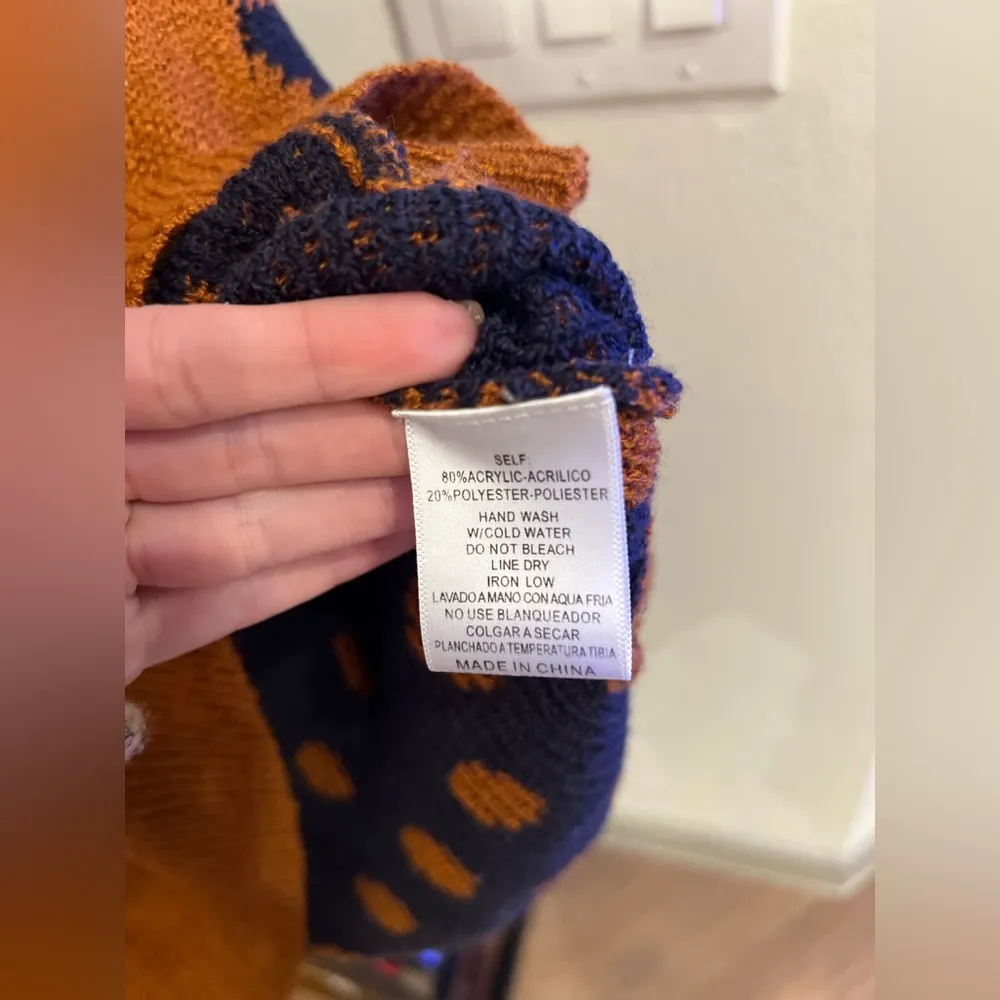 SELF:
80%ACRYLIC-ACRILICO
20%POLYESTER-POLIESTER
HAND WASH
W/COLD WATER
DO NOT BLEACH
LINE DRY
IRON LOW
LAVADO A MANO CON AQUA FRIA
NO USE BLANQUEADOR
COLGAR A SECAR
PLANCHADO A TEMPERATURA TIBIA
MADE IN CHINA